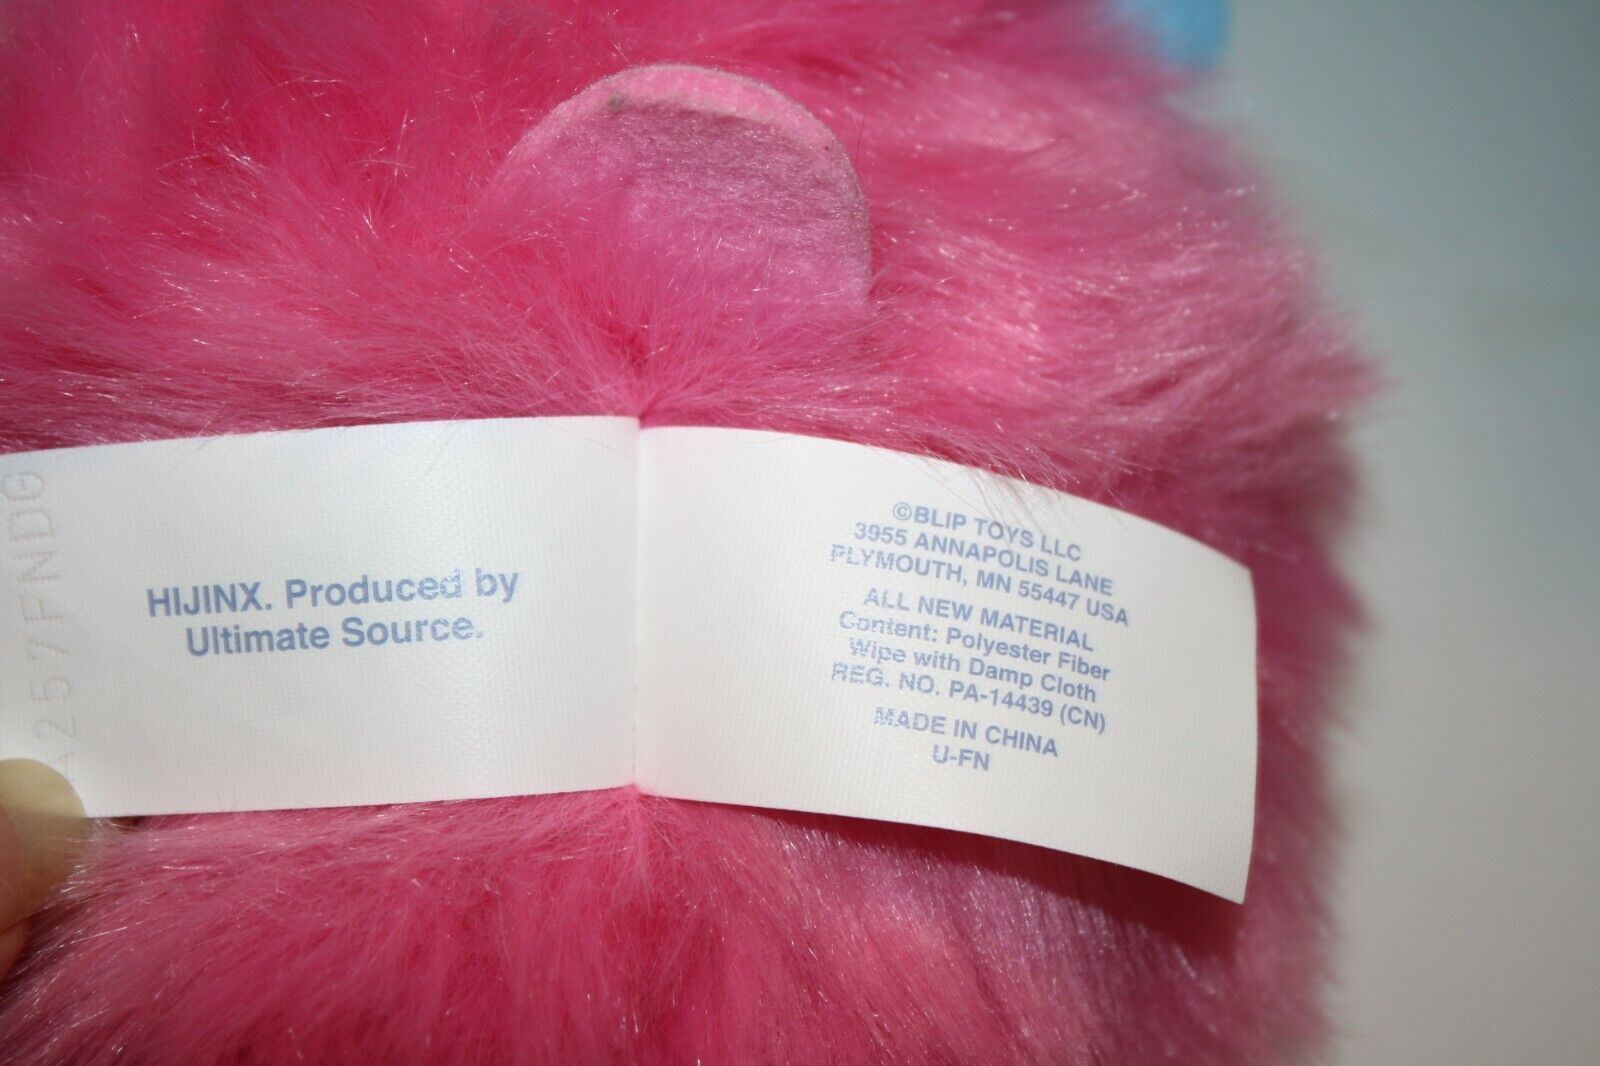 HIJINX. Produced by
Ultimate Source.
©BLIP TOYS LLC
3955 ANNAPOLIS LANE
PLYMOUTH, MN 55447 USA
ALL NEW MATERIAL
Content: Polyester Fiber
Wipe with Damp Cloth
REG. NO. PA-14439 (CN)
MADE IN CHINA
U-FN